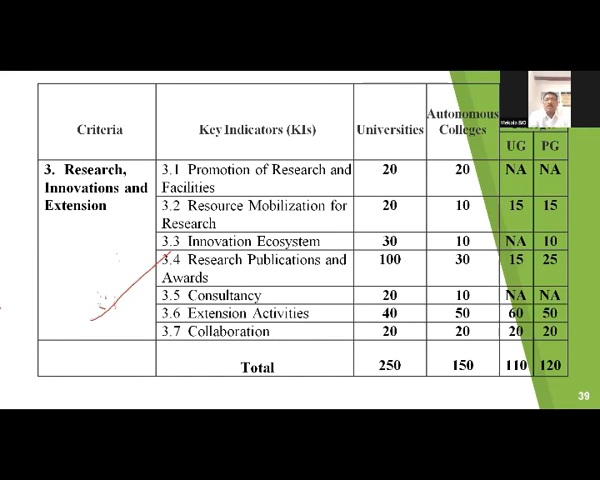 Criteria Key Indicators (KIs) Universities Autonomous Colleges
UG PG
3. Research, Innovations and Extension
3.1 Promotion of Research and Facilities 20 20 NA NA
3.2 Resource Mobilization for Research 20 10 15 15
3.3 Innovation Ecosystem 30 10 NA 10
3.4 Research Publications and Awards 100 30 15 25
3.5 Consultancy 20 10 NA NA
3.6 Extension Activities 40 50 60 50
3.7 Collaboration 20 20 20 20
Total 250 150 110 120
39